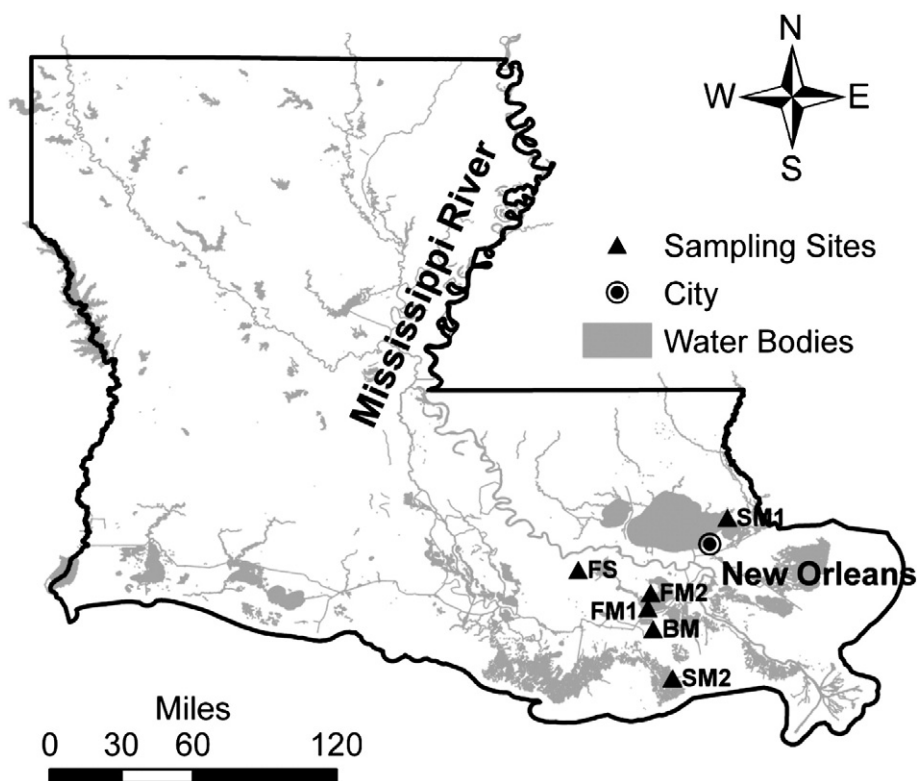 N
W E
S
Mississippi River
Sampling Sites
City
Water Bodies
SM1
New Orleans
FS
FM2
FM1
BM
SM2
Miles
0 30 60 120